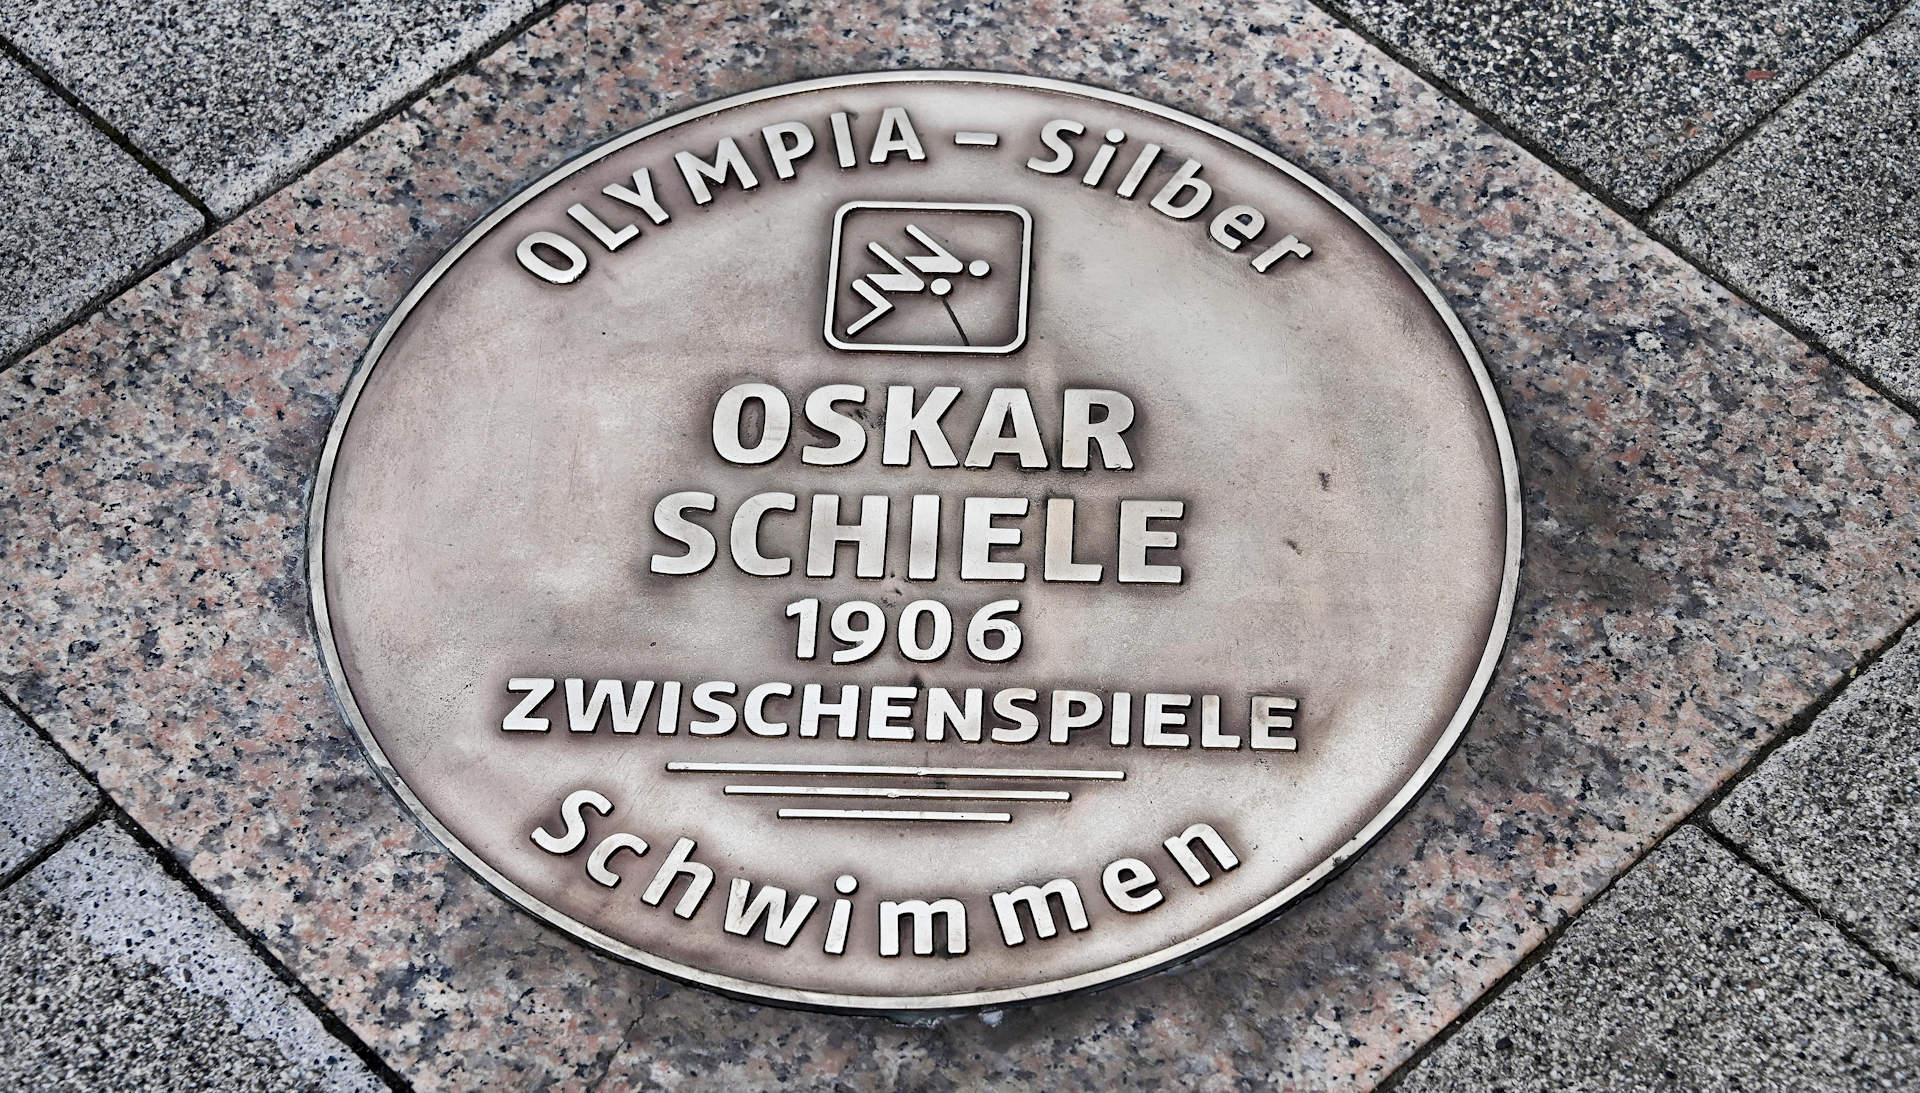 OLYMPIA – Silber
OSKAR
SCHIELE
1906
ZWISCHENSPIELE
Schwimmen